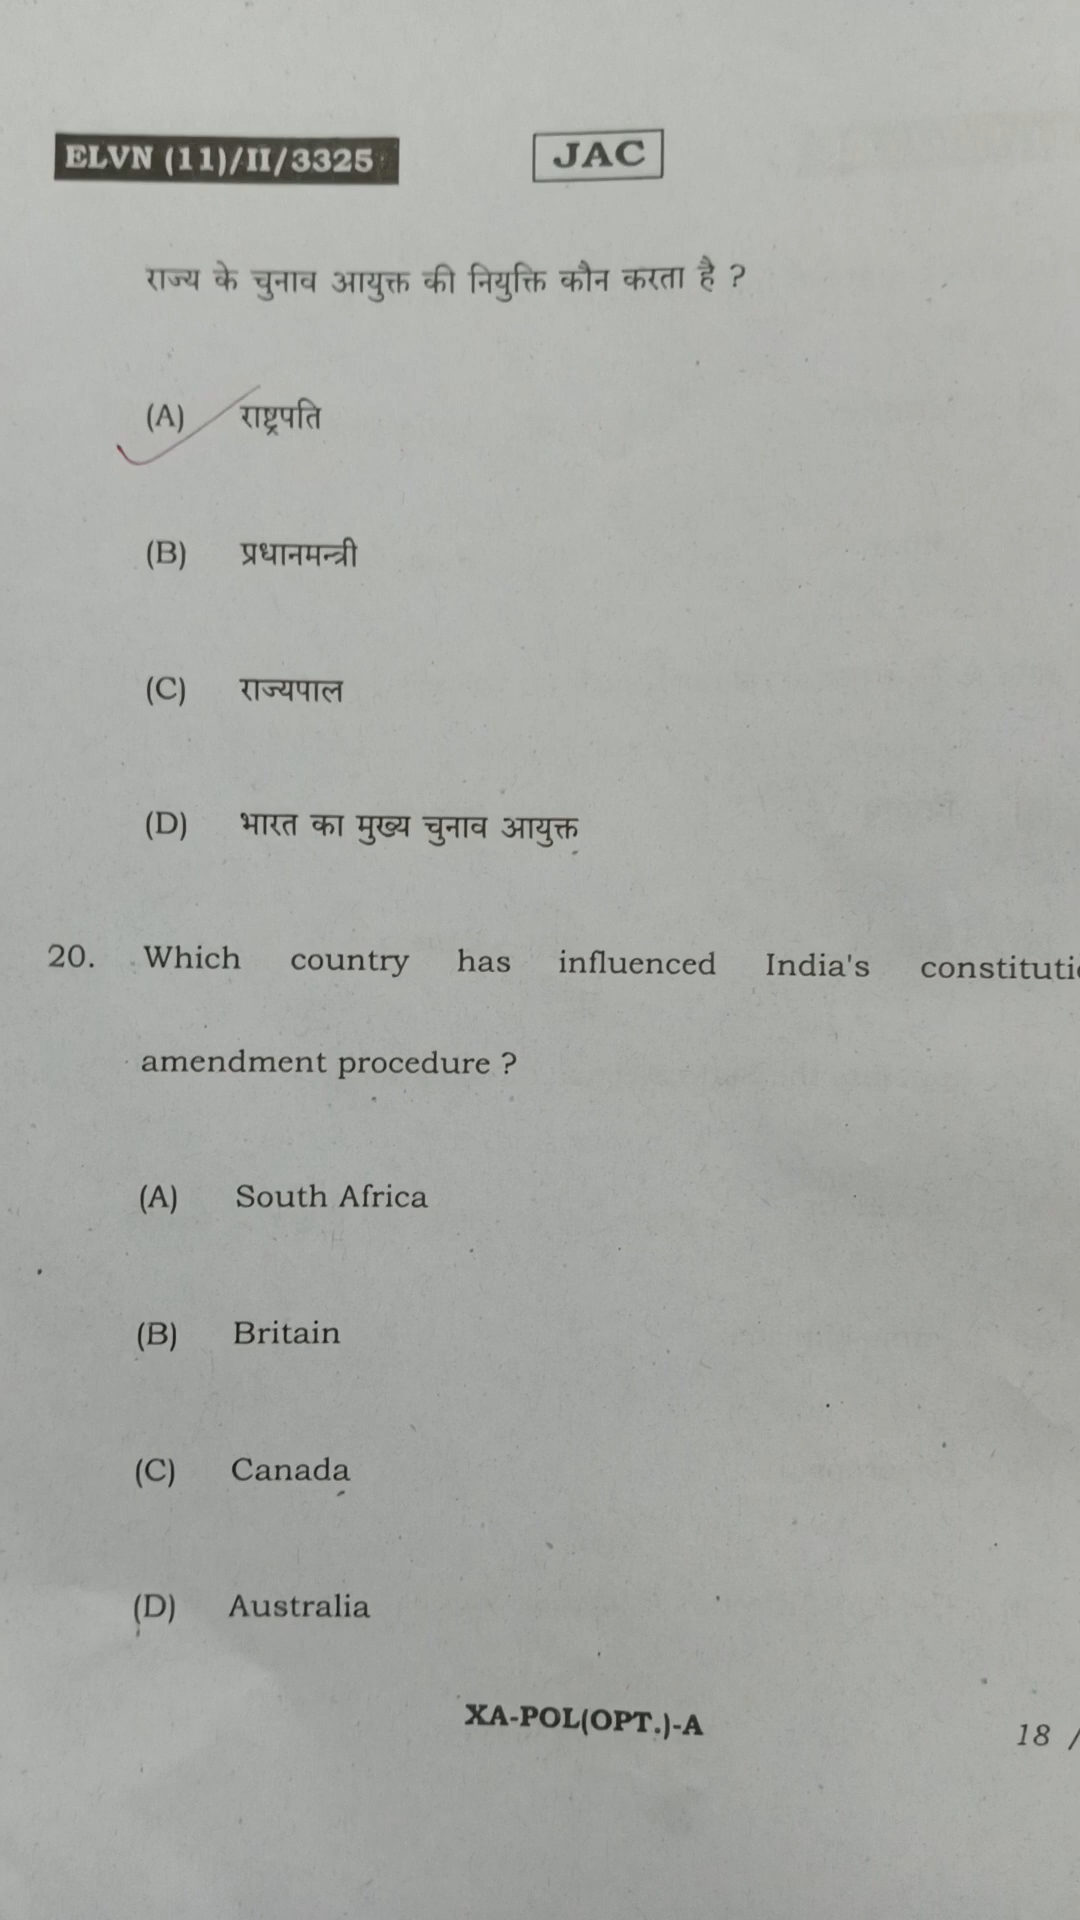 ELVN (11)/II/3325 JAC
राज्य के चुनाव आयुक्त की नियुक्ति कौन करता है ?
(A) राष्ट्रपति
(B) प्रधानमन्त्री
(C) राज्यपाल
(D) भारत का मुख्य चुनाव आयुक्त
20. Which country has influenced India's
amendment procedure ?
(A) South Africa
(B) Britain
(C) Canada
(D) Australia
XA-POL(OPT.)-A 18 /